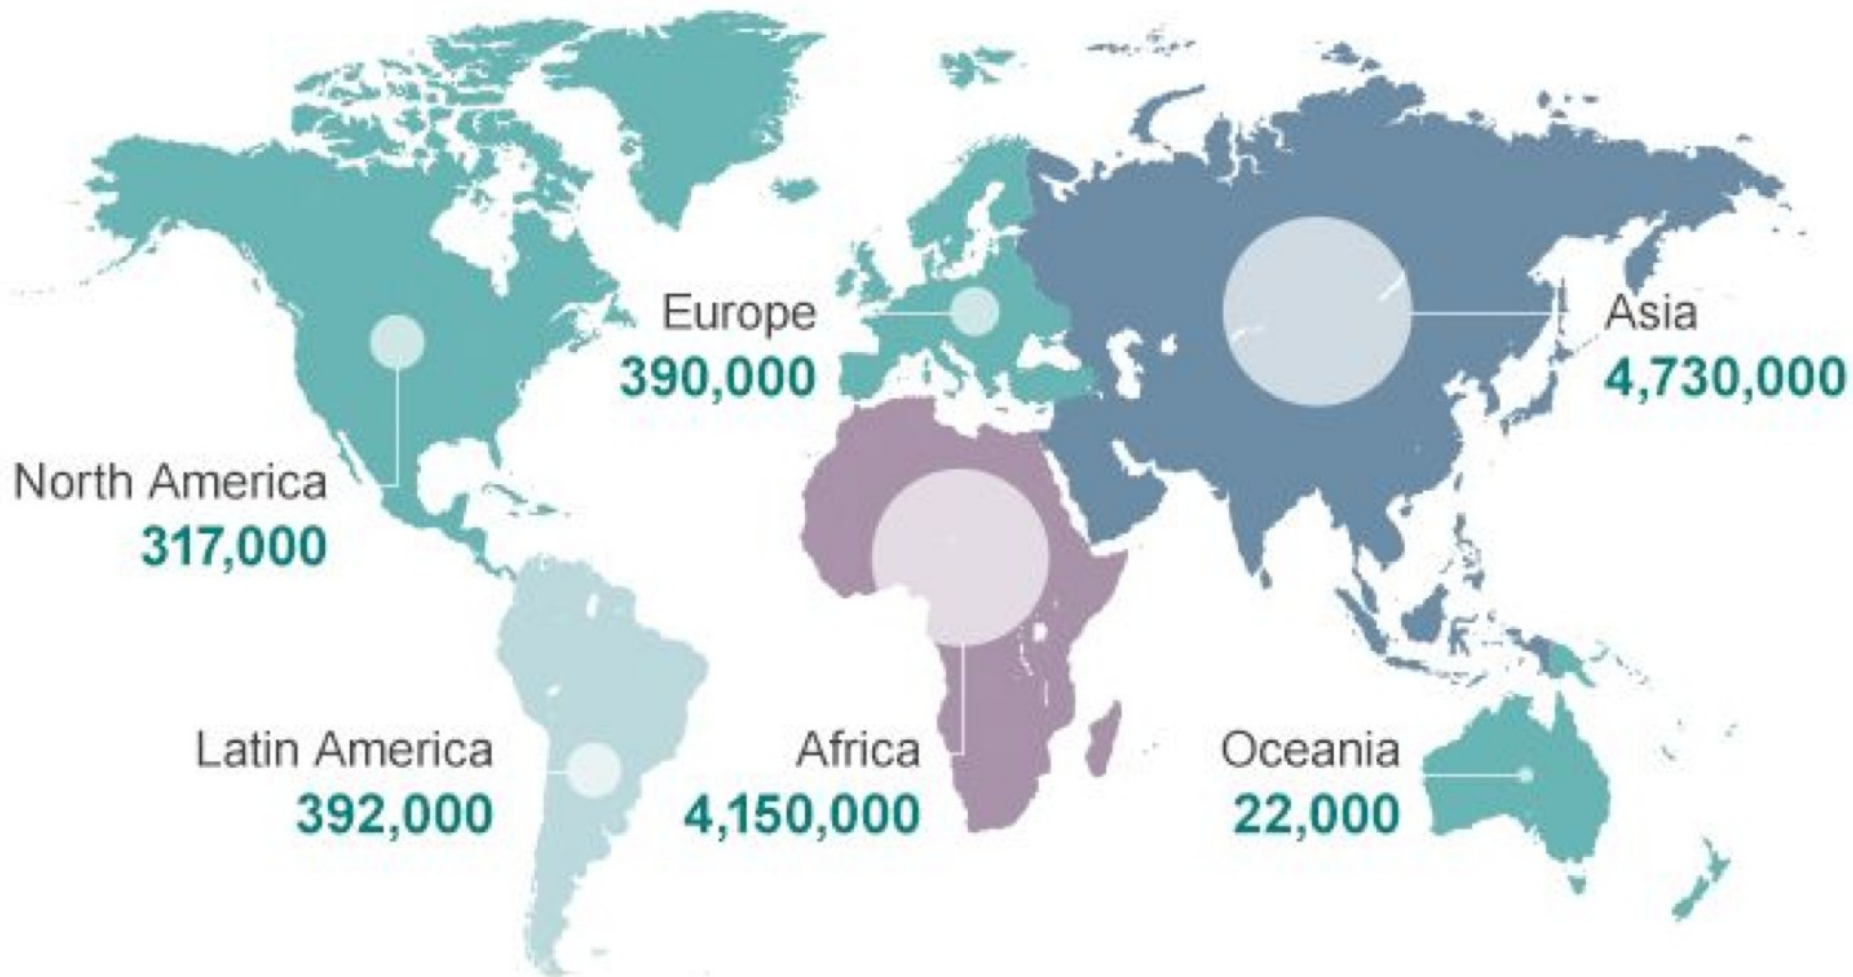 Europe
390,000
Asia
4,730,000
North America
317,000
Latin America
392,000
Africa
4,150,000
Oceania
22,000